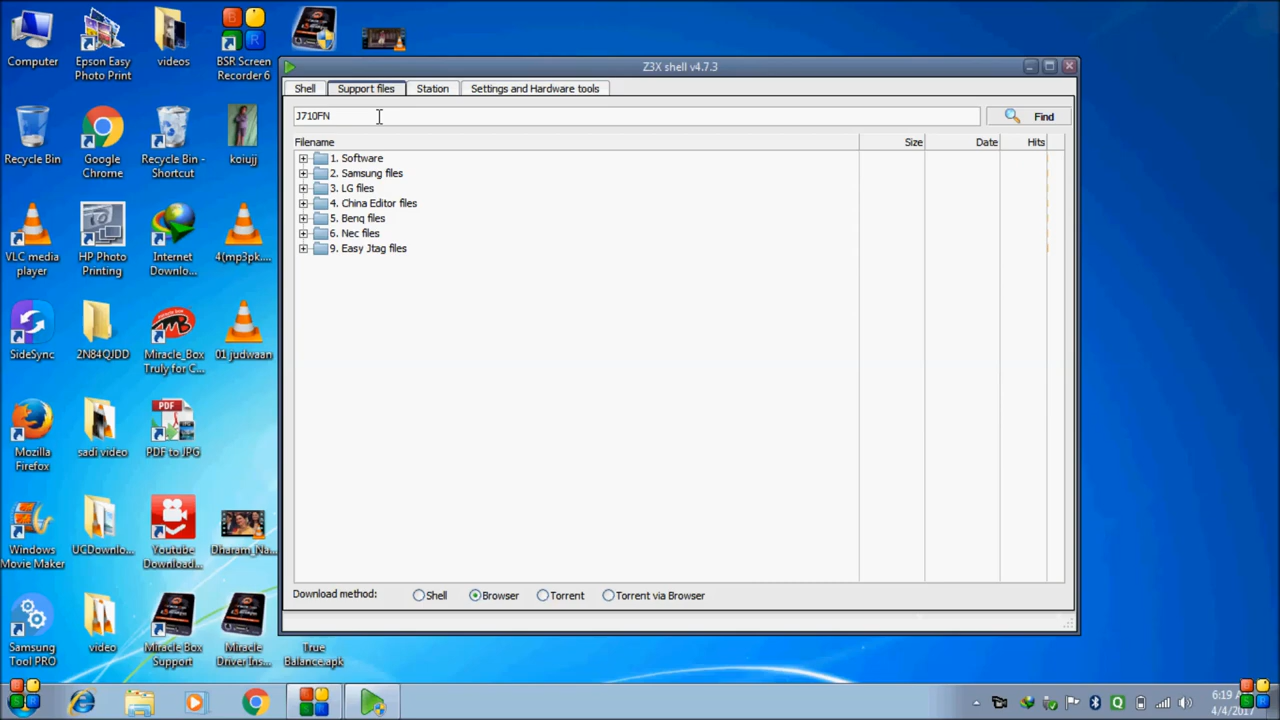 Computer
Epson Easy
Photo Print
videos
BSR Screen
Recorder 6
Recycle Bin
Google
Chrome
Recycle Bin -
Shortcut
koiujj
VLC media
player
HP Photo
Printing
Internet
Downlo...
4(mp3pk....
SideSync
2N84QJDD
Miracle_Box
Truly for C...
01 judwaan
Mozilla
Firefox
sadi video
PDF
PDF to JPG
Windows
Movie Maker
UCDownlo...
Youtube
Download...
Dharam_Na...
Samsung
Tool PRO
video
Miracle Box
Support
Miracle
DriverIns...
True
Balance.apk
Z3X shell v4.7.3
Shell
Support files
Station
Settings and Hardware tools
J710FN
Find
Filename
Size
Date
Hits
1. Software
2. Samsung files
3. LG files
4. China Editor files
5. Benq files
6. Nec files
9. Easy Jtag files
Download method:
Shell
Browser
Torrent
Torrent via Browser
6:19 AM
4/4/2017